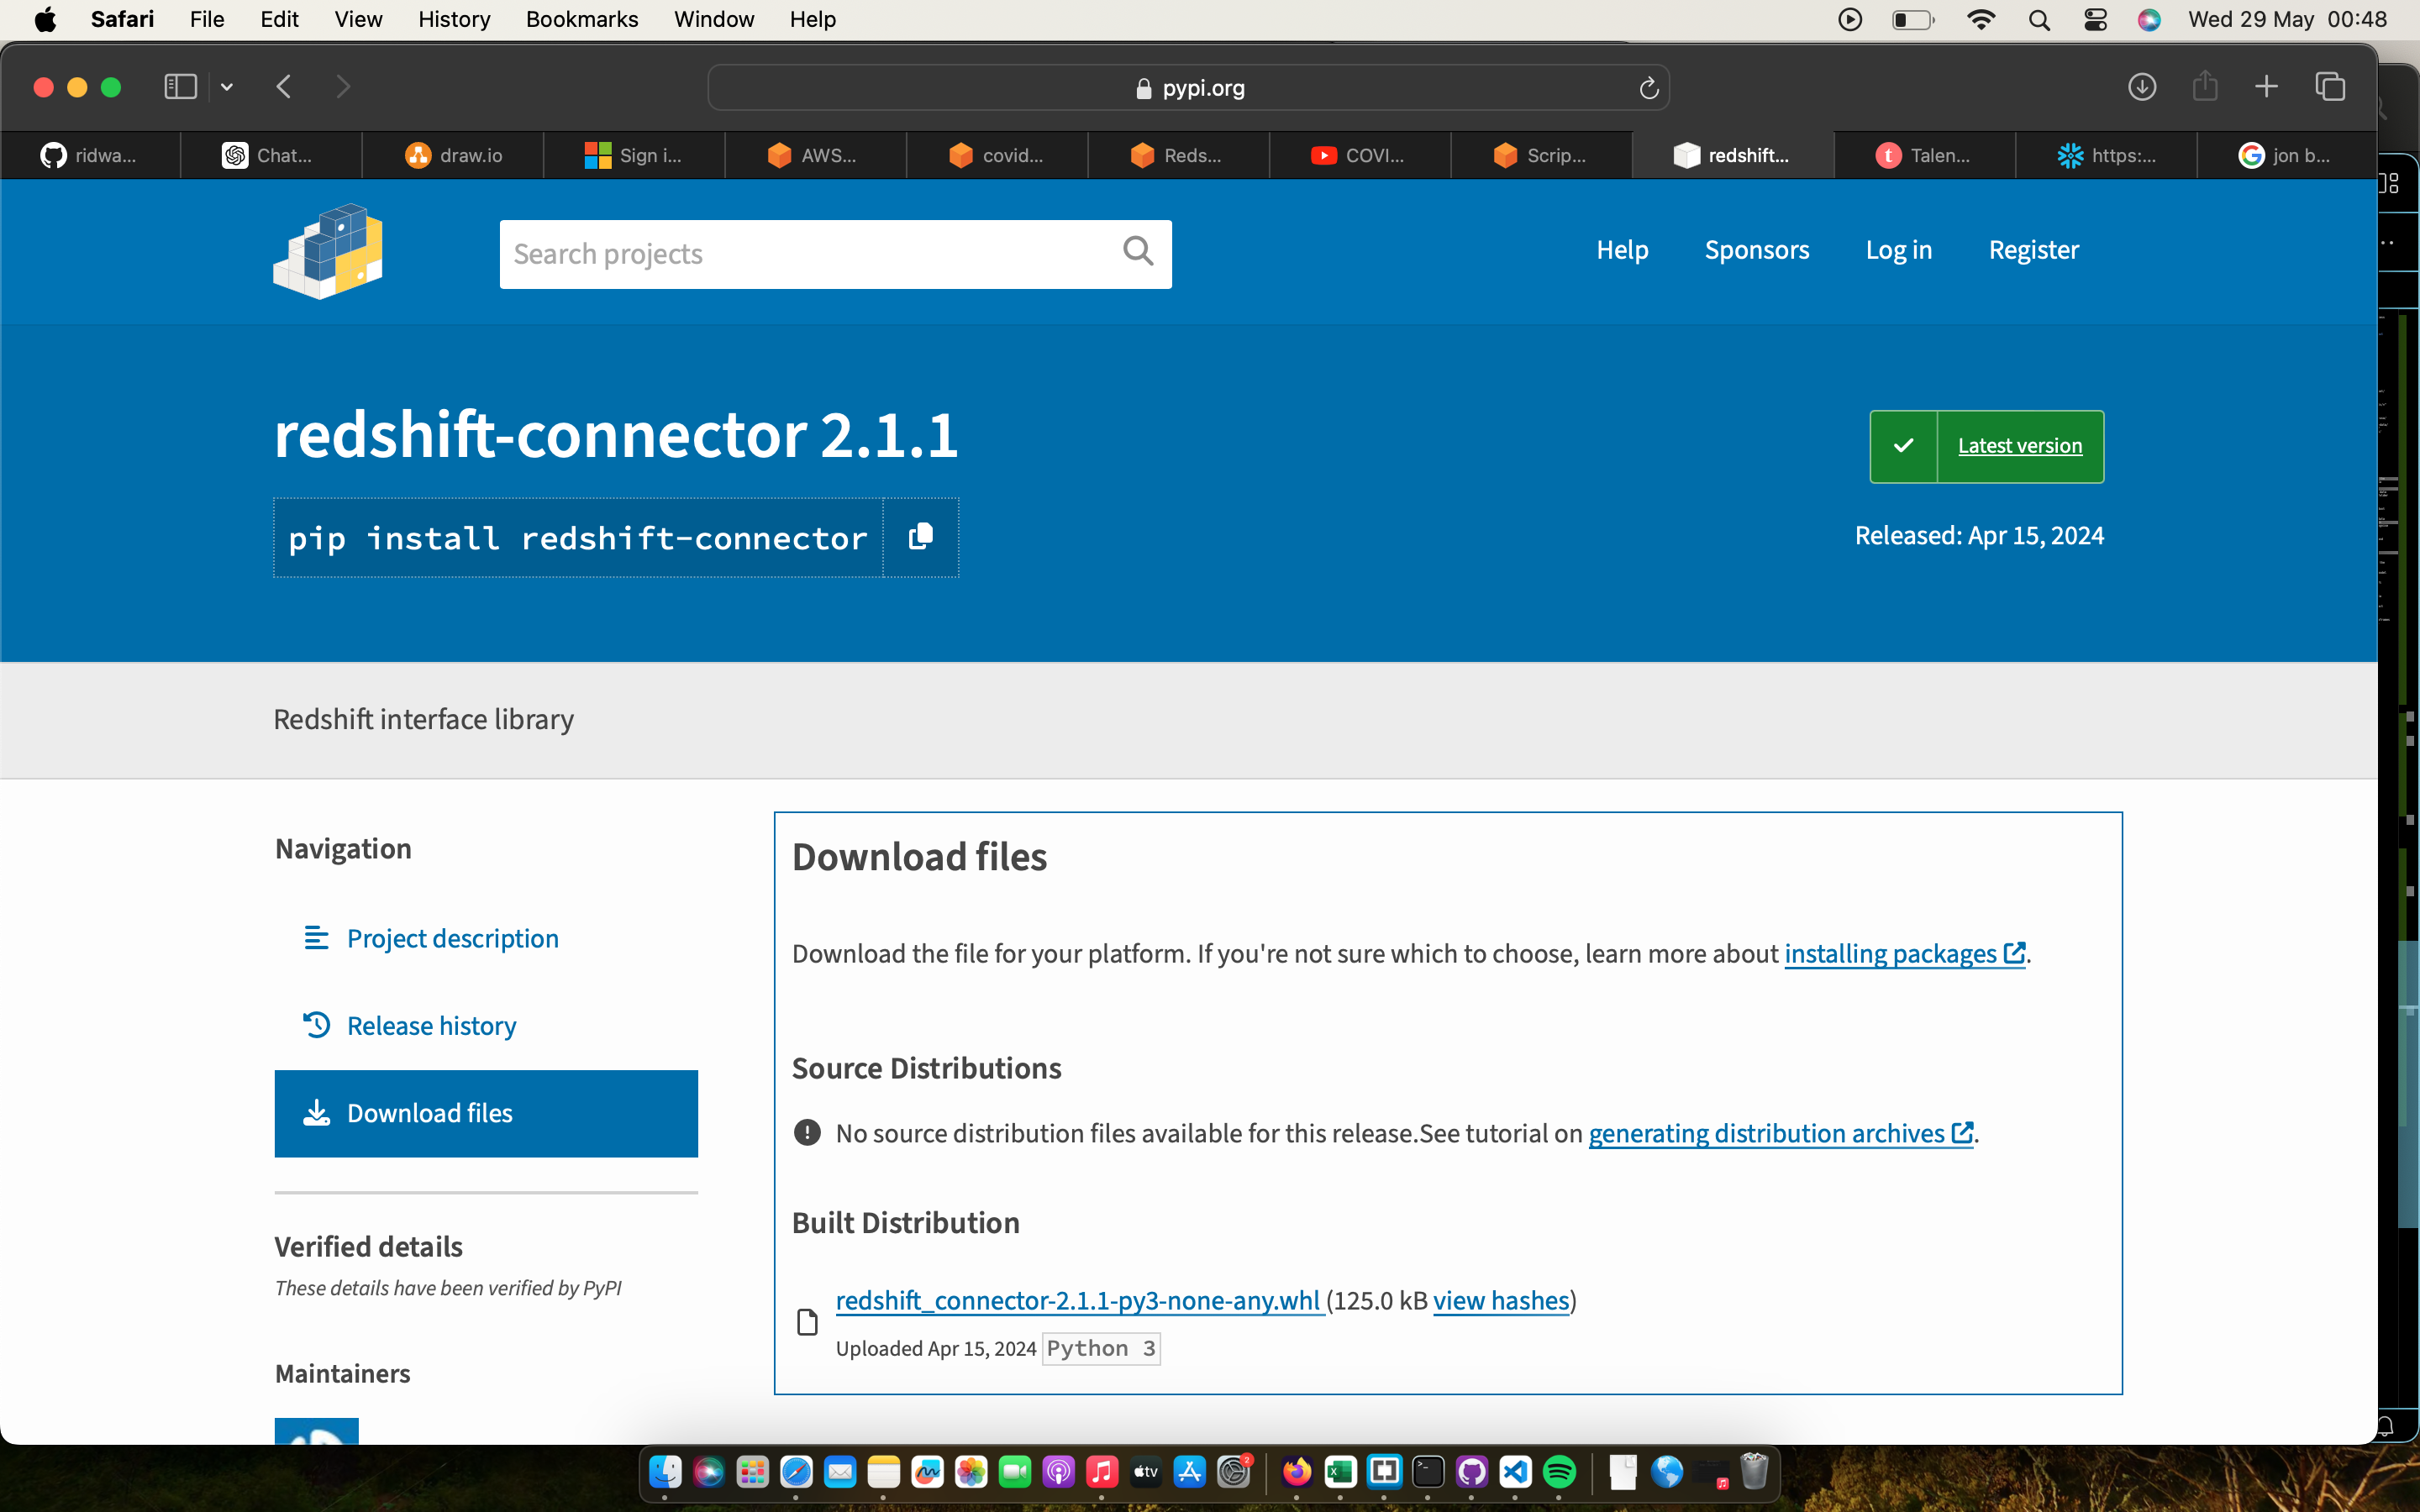 Safari File Edit View History Bookmarks Window Help Wed 29 May 00:48
pypi.org
ridwa... Chat... draw.io Sign i... AWS... covid... Reds... COVI... Scrip... redshift... Talen... https:... jon b...
Search projects
Help Sponsors Log in Register
redshift-connector 2.1.1
Latest version
pip install redshift-connector
Released: Apr 15, 2024
Redshift interface library
Navigation
Project description
Release history
Download files
Verified details
These details have been verified by PyPI
Maintainers
Download files
Download the file for your platform. If you're not sure which to choose, learn more about installing packages.
Source Distributions
No source distribution files available for this release.See tutorial on generating distribution archives.
Built Distribution
redshift_connector-2.1.1-py3-none-any.whl (125.0 kB view hashes)
Uploaded Apr 15, 2024 Python 3
tv
2